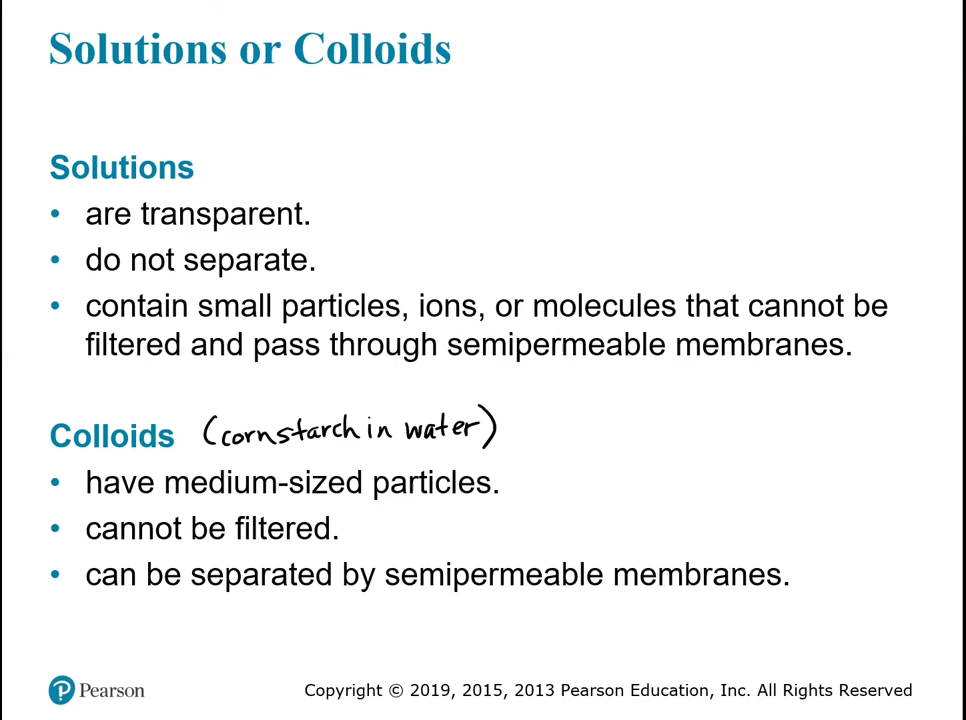 Solutions or Colloids
Solutions
• are transparent.
• do not separate.
• contain small particles, ions, or molecules that cannot be
filtered and pass through semipermeable membranes.
Colloids (cornstarch in water)
• have medium-sized particles.
• cannot be filtered.
• can be separated by semipermeable membranes.
P Pearson Copyright © 2019, 2015, 2013 Pearson Education, Inc. All Rights Reserved